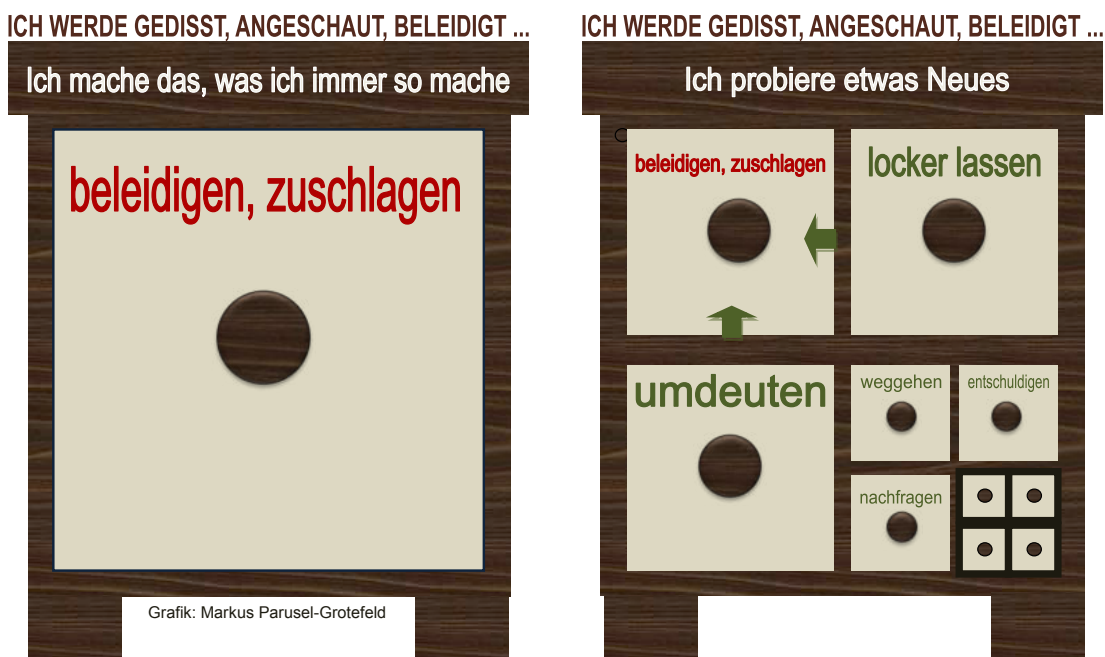 ICH WERDE GEDISST, ANGESCHAUT, BELEIDIGT ...
Ich mache das, was ich immer so mache
beleidigen, zuschlagen
Grafik: Markus Parusel-Grotefeld
ICH WERDE GEDISST, ANGESCHAUT, BELEIDIGT ...
Ich probiere etwas Neues
beleidigen, zuschlagen
locker lassen
umdeuten
weggehen
entschuldigen
nachfragen